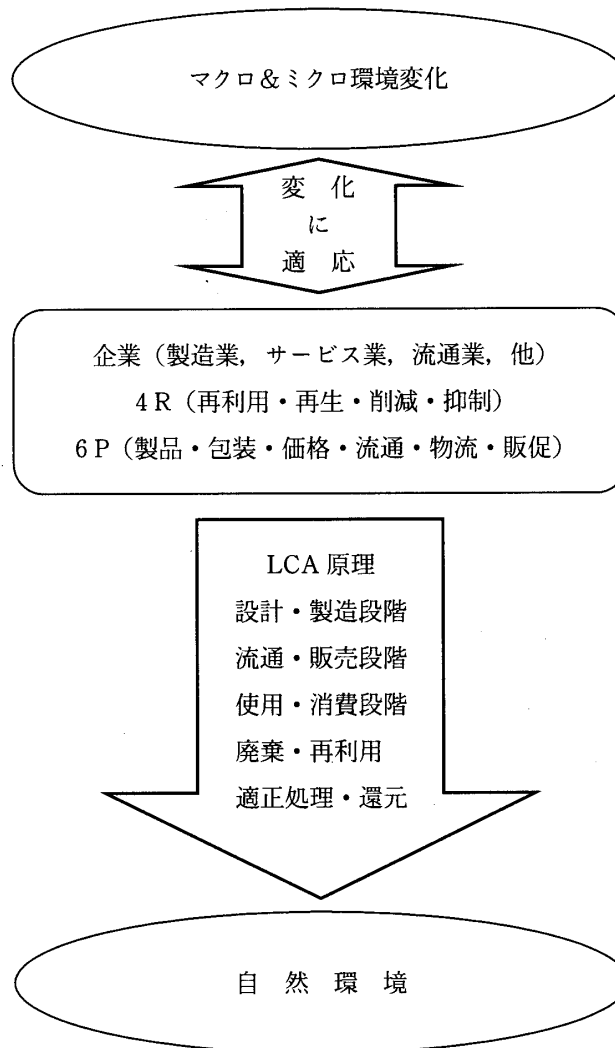 マクロ＆ミクロ環境変化
変　化
に
適　応
企業（製造業，サービス業，流通業，他）
4R（再利用・再生・削減・抑制）
6P（製品・包装・価格・流通・物流・販促）
LCA原理
設計・製造段階
流通・販売段階
使用・消費段階
廃棄・再利用
適正処理・還元
自　然　環　境